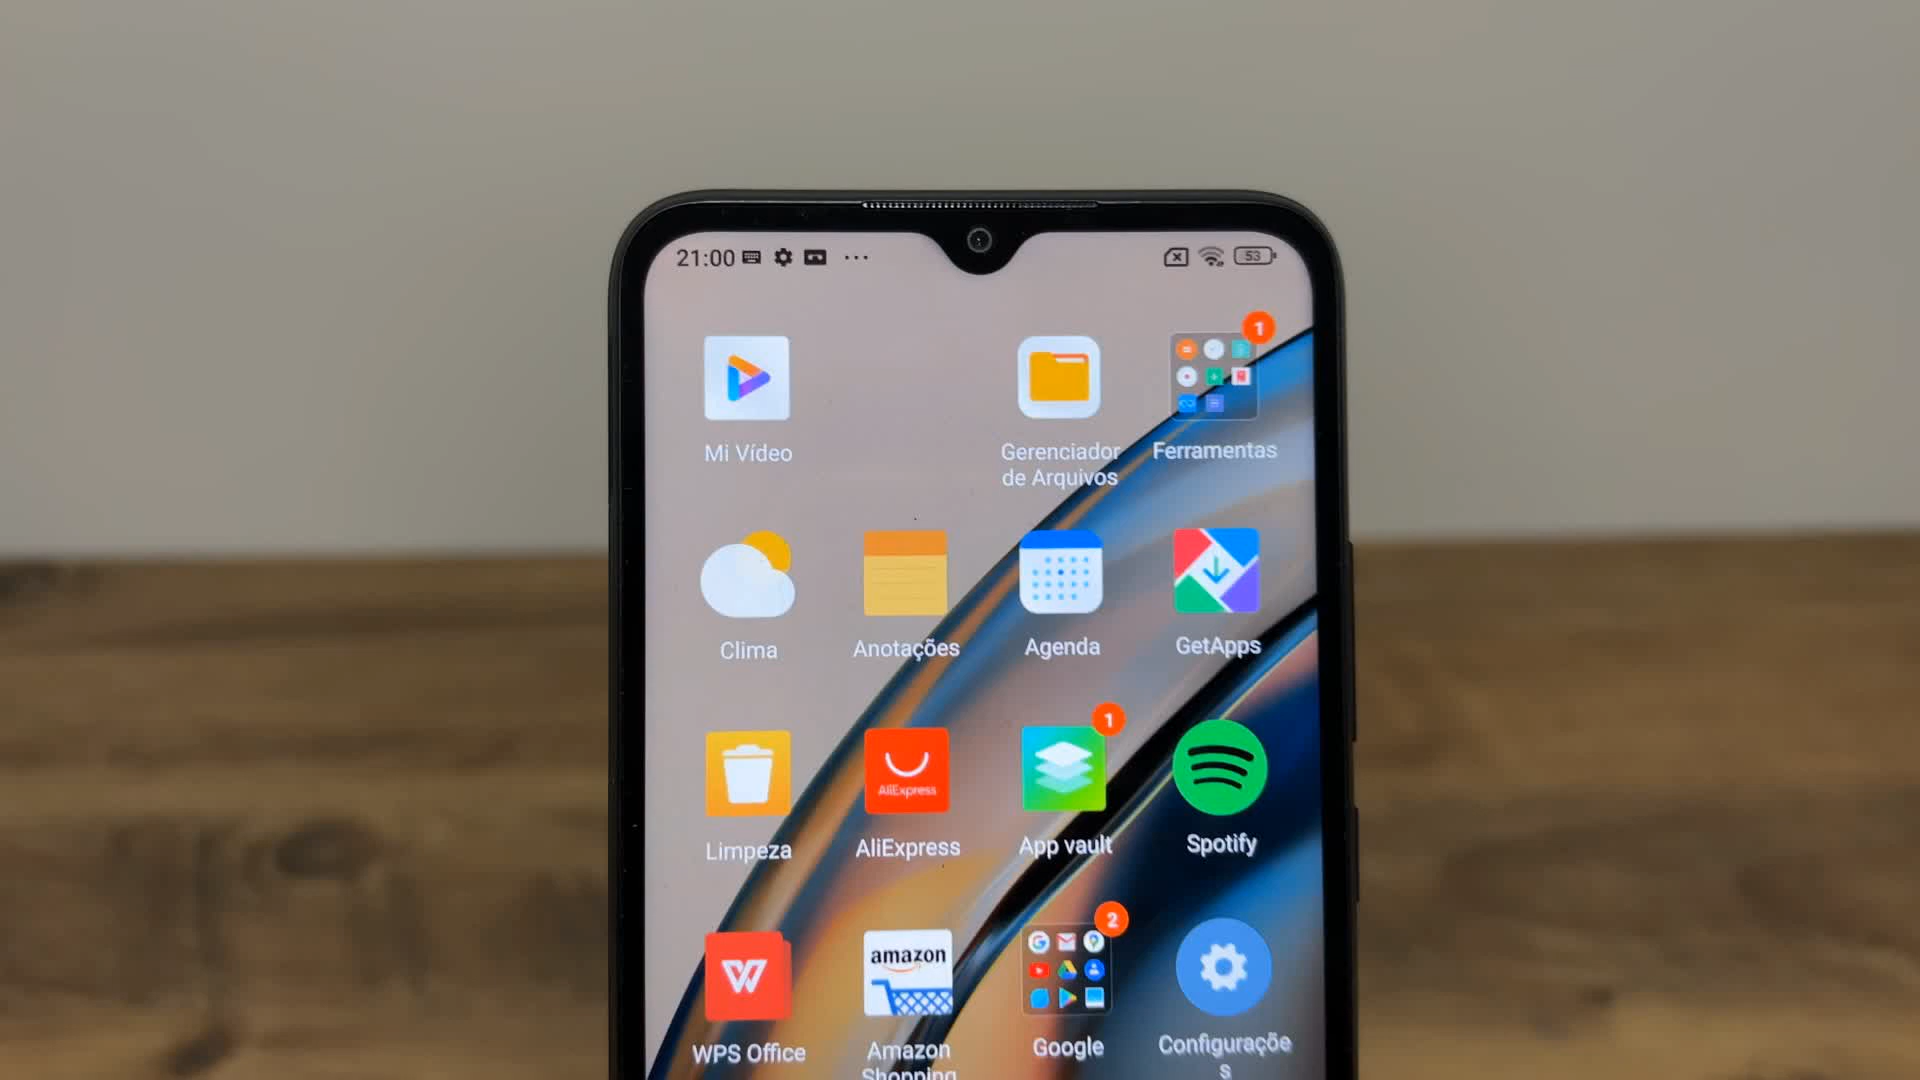 21:00
53
1
Mi Vídeo
Gerenciador
de Arquivos
Ferramentas
Clima
Anotações
Agenda
GetApps
1
AliExpress
Limpeza
AliExpress
App vault
Spotify
2
W
amazon
WPS Office
Amazon
Shopping
Google
Configuraçõe
s